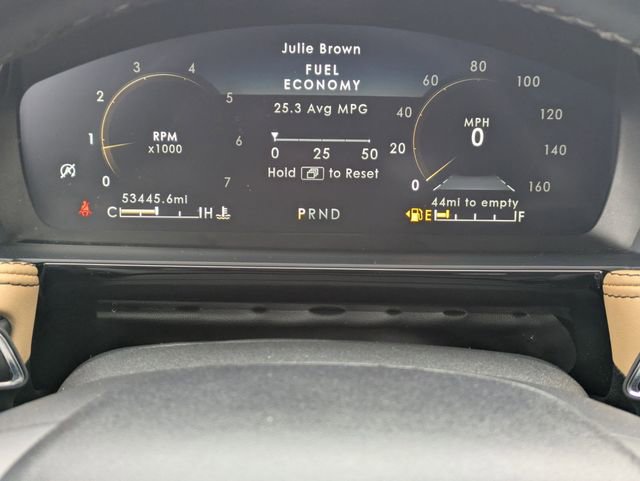 Julie Brown
FUEL
ECONOMY
25.3 Avg MPG
0 25 50
Hold to Reset
0 1 2 3 4 5 6 7
RPM
x1000
0 20 40 60 80 100 120 140 160
MPH
0
53445.6mi
C H
PRND
44mi to empty
E F